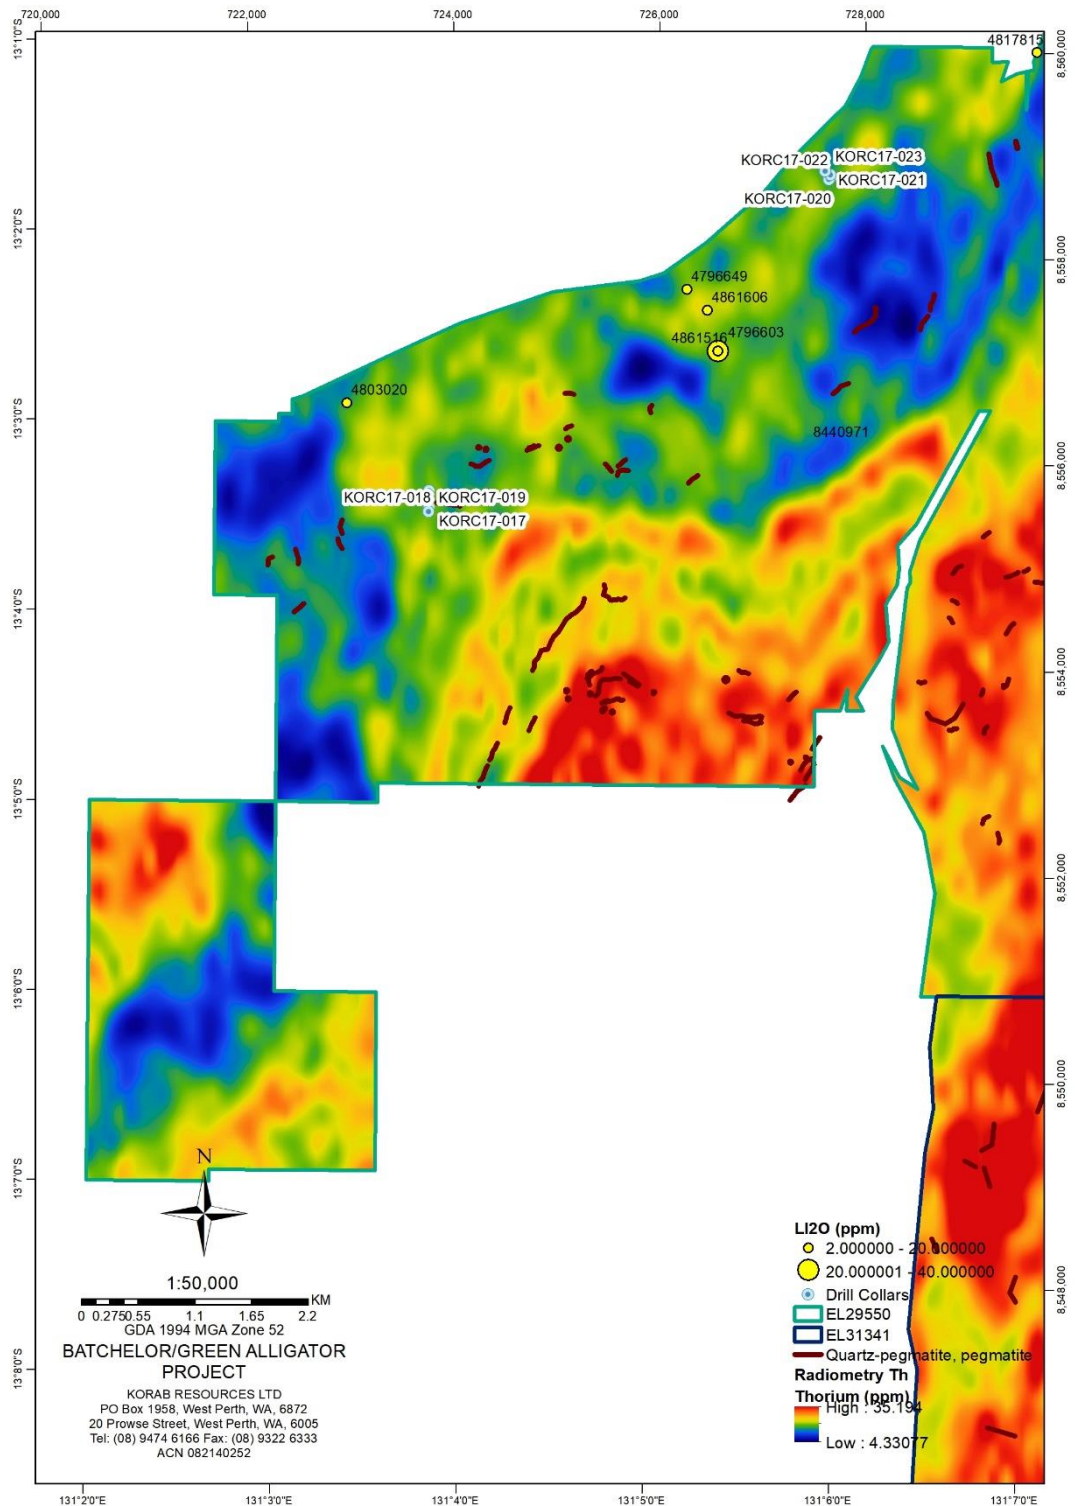 720,000
722,000
724,000
726,000
728,000
13°1'0"S
13°2'0"S
13°3'0"S
13°4'0"S
13°5'0"S
13°6'0"S
13°7'0"S
13°8'0"S
8,560,000
8,558,000
8,556,000
8,554,000
8,552,000
8,550,000
8,548,000
4817815
KORC17-022
KORC17-023
KORC17-021
KORC17-020
4796649
4861606
4861516
4796603
4803020
8440971
KORC17-018
KORC17-019
KORC17-017
N
1:50,000
KM
0 0.275 0.55 1.1 1.65 2.2
GDA 1994 MGA Zone 52
BATCHELOR/GREEN ALLIGATOR
PROJECT
KORAB RESOURCES LTD
PO Box 1958, West Perth, WA, 6872
20 Prowse Street, West Perth, WA, 6005
Tel: (08) 9474 6166 Fax: (08) 9322 6333
ACN 082140252
LI2O (ppm)
2.000000 - 20.000000
20.000001 - 40.000000
Drill Collars
EL29550
EL31341
Quartz-pegmatite, pegmatite
Radiometry Th
Thorium (ppm)
High : 35.194
Low : 4.33077
131°2'0"E
131°3'0"E
131°4'0"E
131°5'0"E
131°6'0"E
131°7'0"E